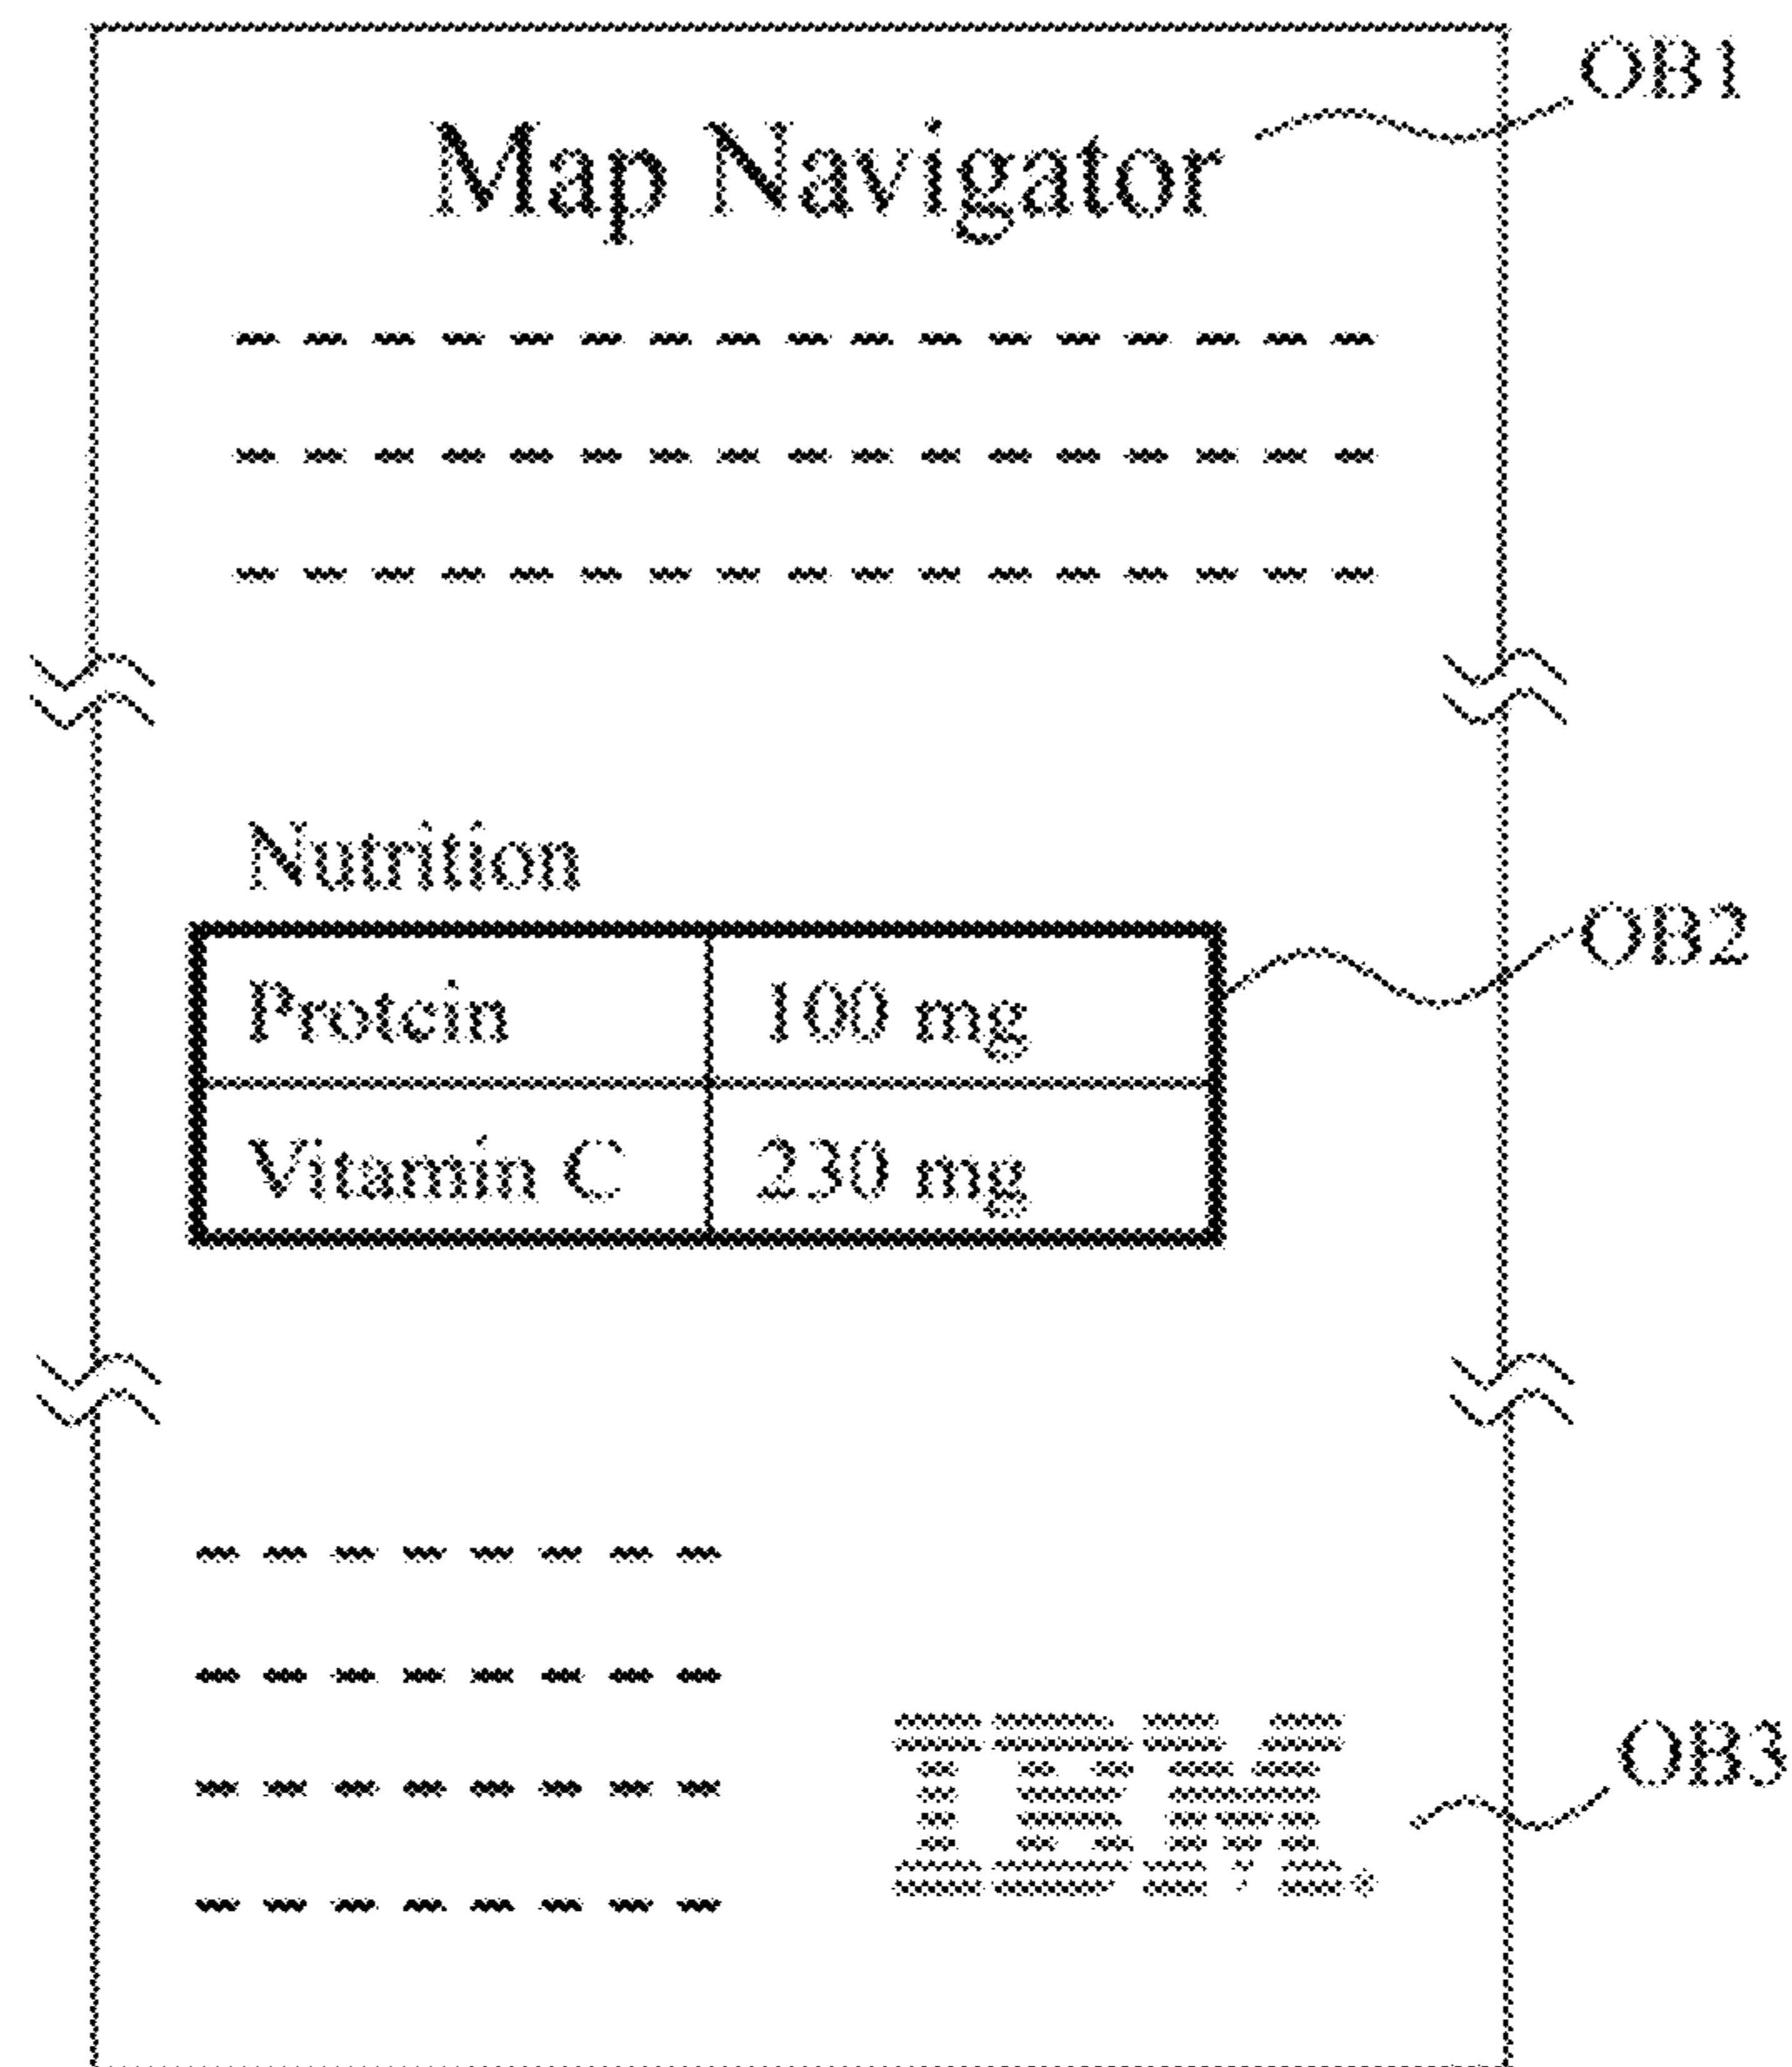 OB1
Map Navigator
Nutrition
OB2
Protein 100 mg
Vitamin C 230 mg
IBM.
OB3